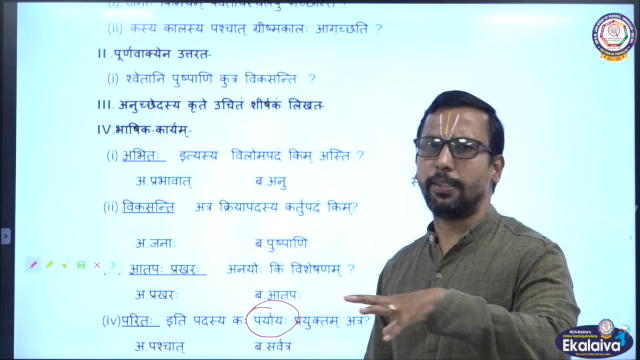 (ii) कस्य कालस्य पश्चात् ग्रीष्मकालः आगच्छति ?
II .पूर्णवाक्येन उत्तरत-
(i) श्वेतानि पुष्पाणि कुत्र विकसन्ति ?
III. अनुच्छेदस्य कृते उचितं शीर्षकं लिखत-
IV.भाषिक-कार्यम्-
(i) अभितः इत्यस्य विलोमपदं किम् अस्ति ?
अ.प्रभावात् ब अनु
(ii) विकसन्ति अत्र क्रियापदस्य कर्तृपदं किम्?
अ.जनाः ब पुष्पाणि
आतपः प्रखरः अनयोः किं विशेषणम् ?
अ.प्रखरः ब आतपः
(iv) परितः इति पदस्य कः पर्यायः प्रयुक्तम् अत्र?
अ.पश्चात् ब सर्वत्र
Ekalaiva